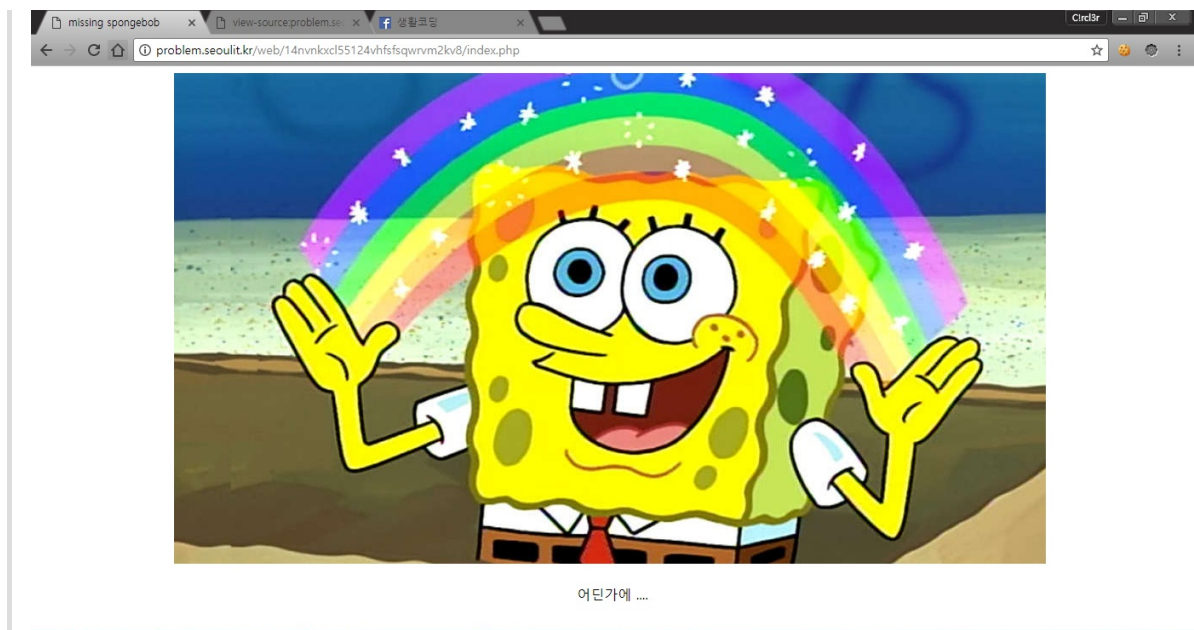 missing spongebob
view-source:problem.se
생활코딩
C!rcl3r
problem.seoulit.kr/web/14nvnkxcl55124vhfsfsqwrvm2kv8/index.php
어딘가에 ....